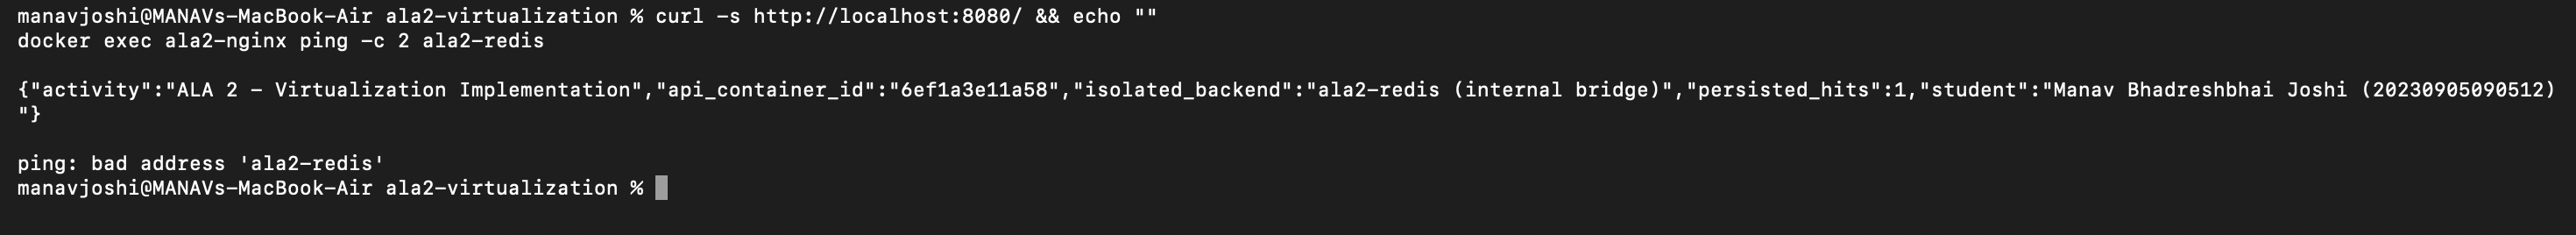 manavjoshi@MANAVs-MacBook-Air ala2-virtualization % curl -s http://localhost:8080/ && echo ""
docker exec ala2-nginx ping -c 2 ala2-redis
{"activity":"ALA 2 - Virtualization Implementation","api_container_id":"6ef1a3e11a58","isolated_backend":"ala2-redis (internal bridge)","persisted_hits":1,"student":"Manav Bhadreshbhai Joshi (20230905090512)
"}
ping: bad address 'ala2-redis'
manavjoshi@MANAVs-MacBook-Air ala2-virtualization %